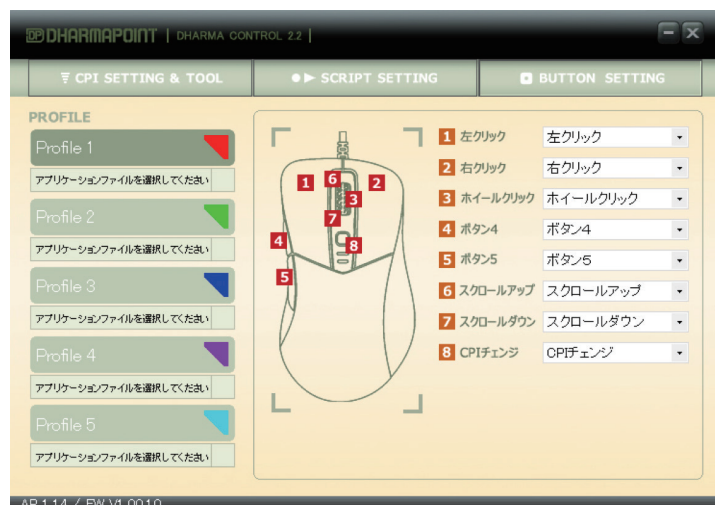 DP DHARMAPOINT | DHARMA CONTROL 2.2 |
CPI SETTING & TOOL
SCRIPT SETTING
BUTTON SETTING
PROFILE
Profile 1
アプリケーションファイルを選択してください
Profile 2
アプリケーションファイルを選択してください
Profile 3
アプリケーションファイルを選択してください
Profile 4
アプリケーションファイルを選択してください
Profile 5
アプリケーションファイルを選択してください
1
6
2
3
7
4
8
5
1 左クリック 左クリック
2 右クリック 右クリック
3 ホイールクリック ホイールクリック
4 ボタン4 ボタン4
5 ボタン5 ボタン5
6 スクロールアップ スクロールアップ
7 スクロールダウン スクロールダウン
8 CPIチェンジ CPIチェンジ
AP 1.14 / FW V1.00.10